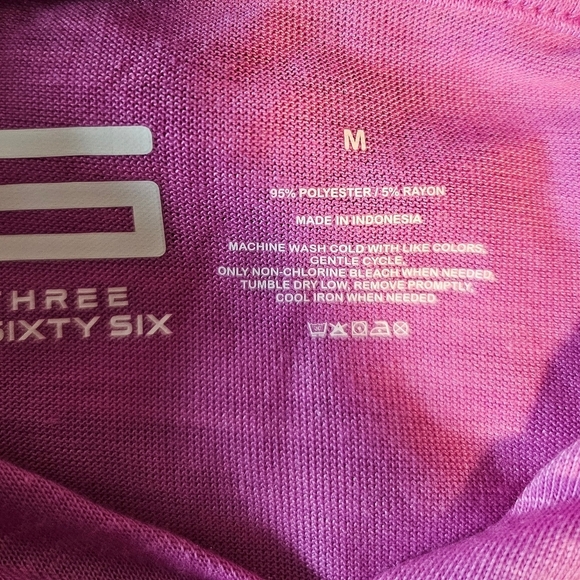 M
95% POLYESTER / 5% RAYON
MADE IN INDONESIA
MACHINE WASH COLD WITH LIKE COLORS.
GENTLE CYCLE.
ONLY NON-CHLORINE BLEACH WHEN NEEDED.
TUMBLE DRY LOW. REMOVE PROMPTLY.
COOL IRON WHEN NEEDED.
THREE
SIXTY SIX